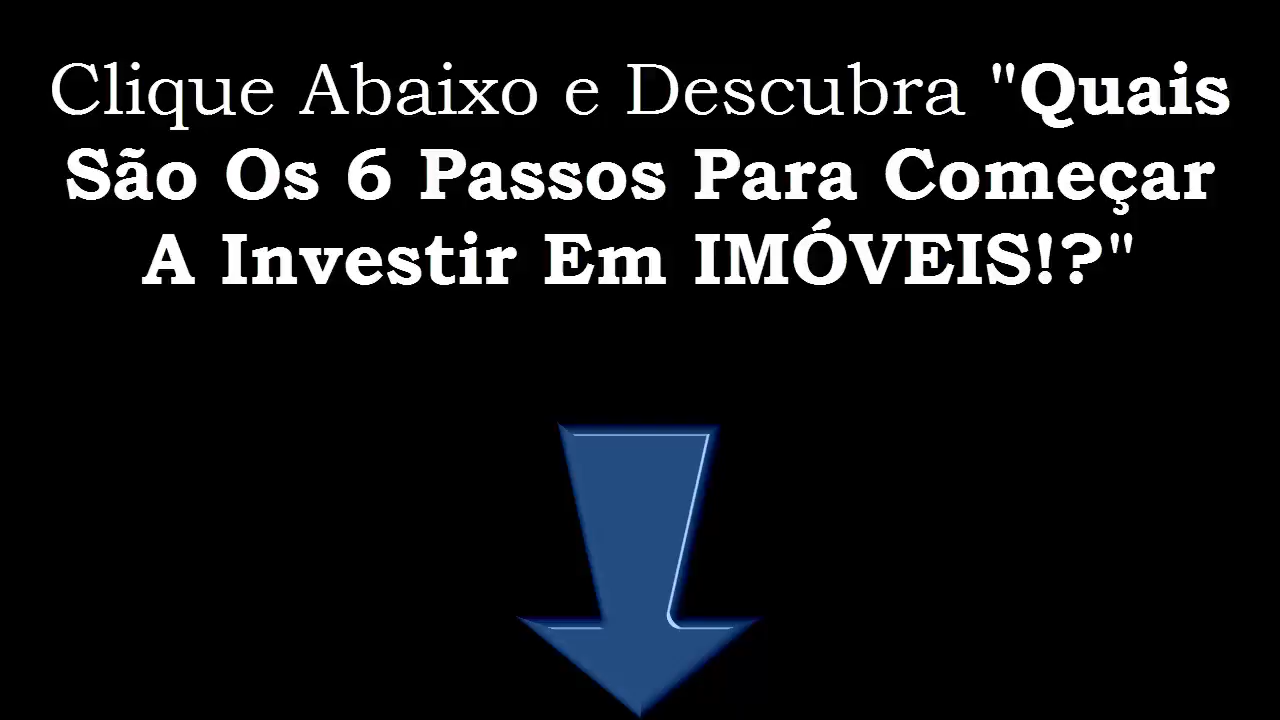 Clique Abaixo e Descubra "Quais
São Os 6 Passos Para Começar
A Investir Em IMÓVEIS!?"